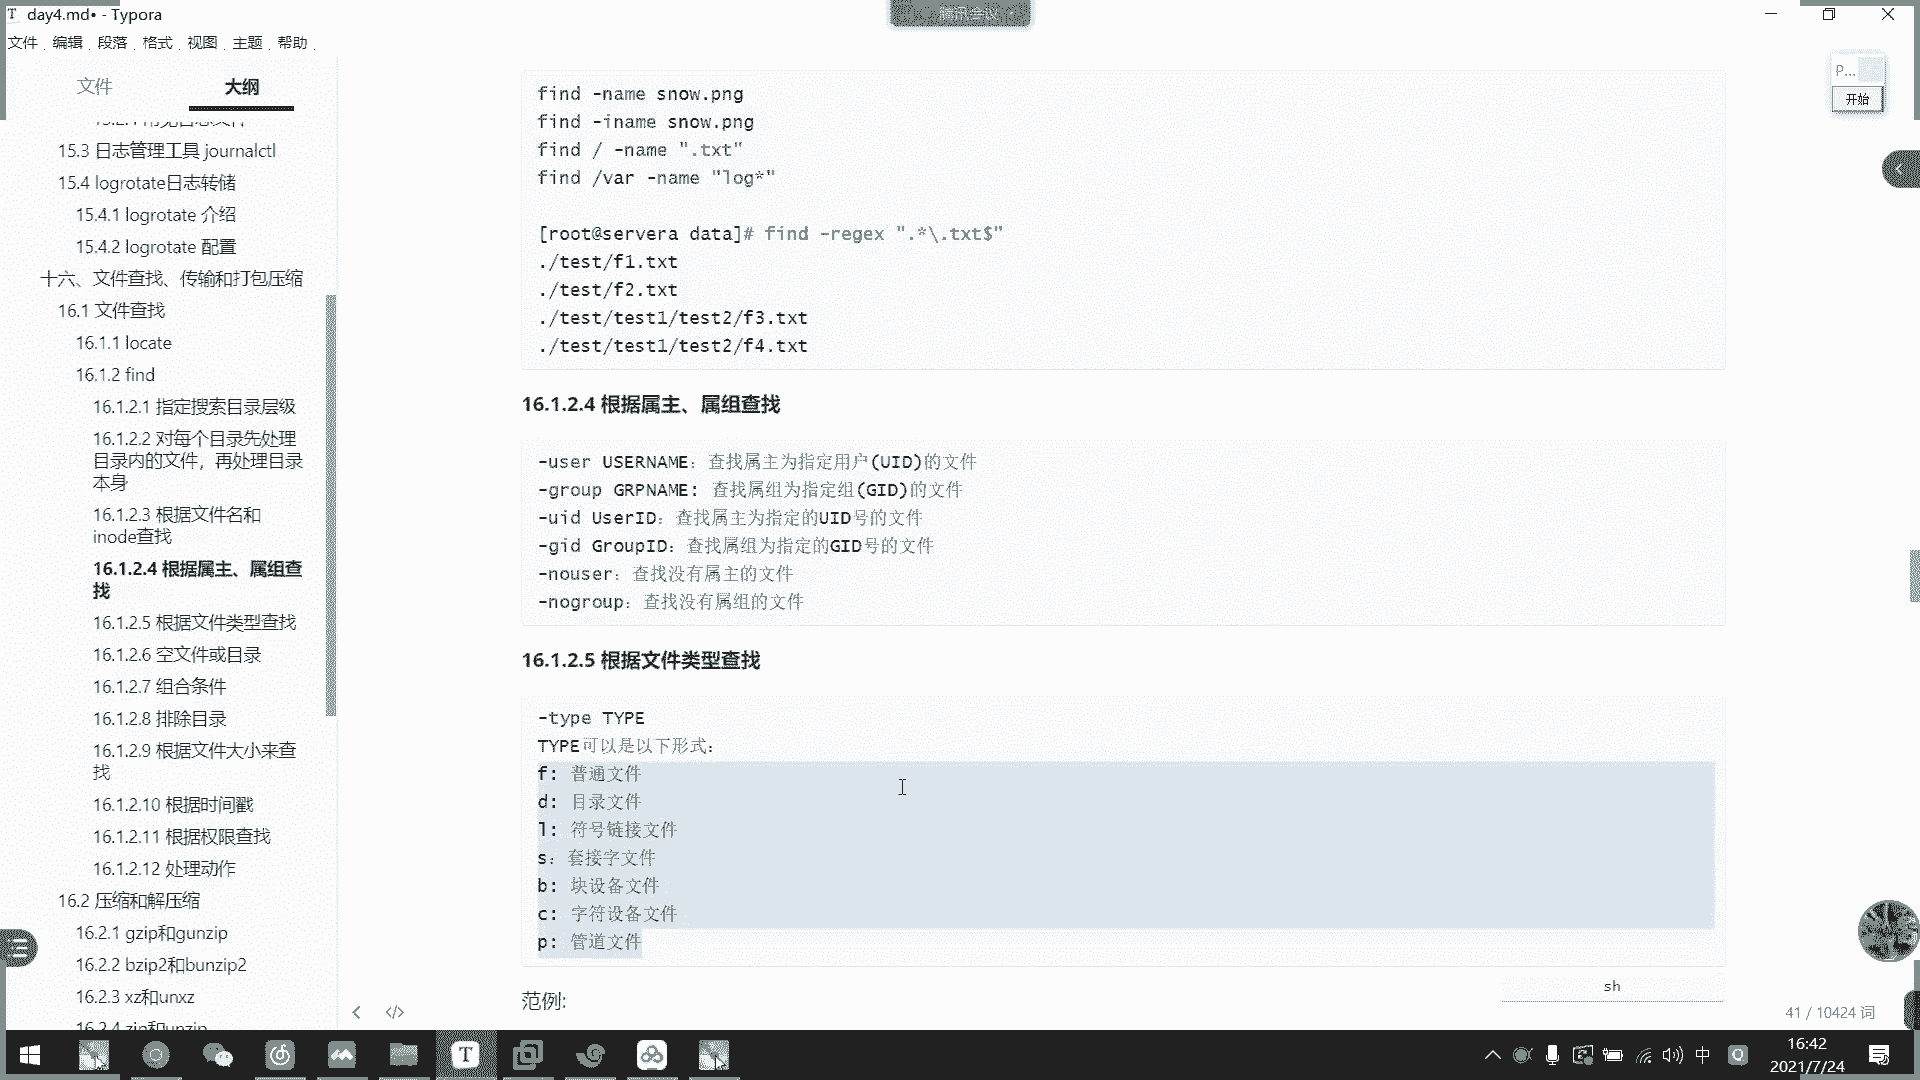 day4.md• - Typora
腾讯会议
文件 编辑 段落 格式 视图 主题 帮助
文件 大纲
15.3 日志管理工具 journalctl
15.4 logrotate日志转储
15.4.1 logrotate 介绍
15.4.2 logrotate 配置
十六、文件查找、传输和打包压缩
16.1 文件查找
16.1.1 locate
16.1.2 find
16.1.2.1 指定搜索目录层级
16.1.2.2 对每个目录先处理
目录内的文件，再处理目录
本身
16.1.2.3 根据文件名和
inode查找
16.1.2.4 根据属主、属组查
找
16.1.2.5 根据文件类型查找
16.1.2.6 空文件或目录
16.1.2.7 组合条件
16.1.2.8 排除目录
16.1.2.9 根据文件大小来查
找
16.1.2.10 根据时间戳
16.1.2.11 根据权限查找
16.1.2.12 处理动作
16.2 压缩和解压缩
16.2.1 gzip和gunzip
16.2.2 bzip2和bunzip2
16.2.3 xz和unxz
16.2.4 zip和unzip
find -name snow.png
find -iname snow.png
find / -name ".txt"
find /var -name "log*"
[root@servera data]# find -regex ".*\.txt$"
./test/f1.txt
./test/f2.txt
./test/test1/test2/f3.txt
./test/test1/test2/f4.txt
16.1.2.4 根据属主、属组查找
-user USERNAME：查找属主为指定用户(UID)的文件
-group GRPNAME: 查找属组为指定组(GID)的文件
-uid UserID：查找属主为指定的UID号的文件
-gid GroupID：查找属组为指定的GID号的文件
-nouser：查找没有属主的文件
-nogroup：查找没有属组的文件
16.1.2.5 根据文件类型查找
-type TYPE
TYPE可以是以下形式：
f: 普通文件
d: 目录文件
l: 符号链接文件
s：套接字文件
b: 块设备文件
c: 字符设备文件
p: 管道文件
sh
范例:
41 / 10424 词
P...
开始
中
16:42
2021/7/24